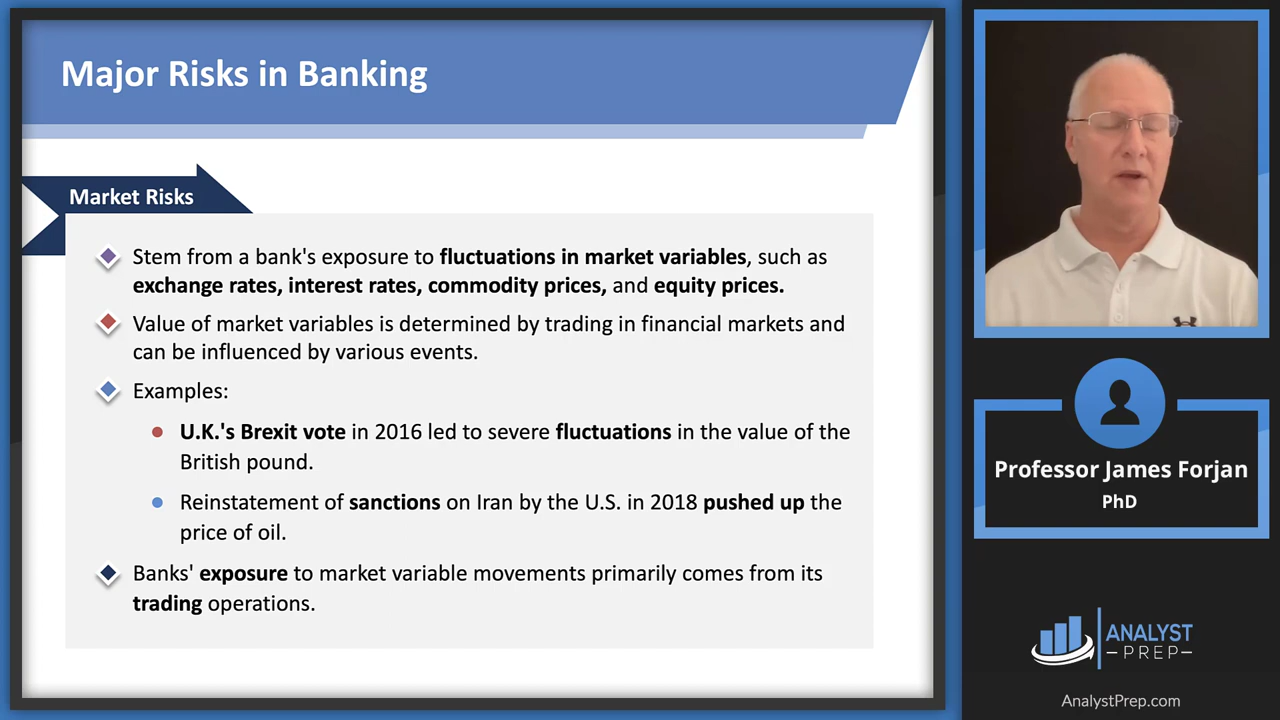 Major Risks in Banking
Market Risks
Stem from a bank's exposure to fluctuations in market variables, such as
exchange rates, interest rates, commodity prices, and equity prices.
Value of market variables is determined by trading in financial markets and
can be influenced by various events.
Examples:
U.K.'s Brexit vote in 2016 led to severe fluctuations in the value of the
British pound.
Reinstatement of sanctions on Iran by the U.S. in 2018 pushed up the
price of oil.
Banks' exposure to market variable movements primarily comes from its
trading operations.
Professor James Forjan
PhD
ANALYST
PREP
AnalystPrep.com